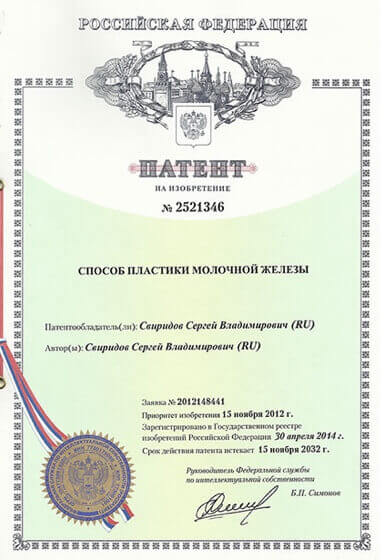 РОССИЙСКАЯ ФЕДЕРАЦИЯ
ПАТЕНТ
НА ИЗОБРЕТЕНИЕ
№ 2521346
СПОСОБ ПЛАСТИКИ МОЛОЧНОЙ ЖЕЛЕЗЫ
Патентообладатель(ли): Свиридов Сергей Владимирович (RU)
Автор(ы): Свиридов Сергей Владимирович (RU)
Заявка № 2012148441
Приоритет изобретения 15 ноября 2012 г.
Зарегистрировано в Государственном реестре
изобретений Российской Федерации 30 апреля 2014 г.
Срок действия патента истекает 15 ноября 2032 г.
Руководитель Федеральной службы
по интеллектуальной собственности
Б.П. Симонов